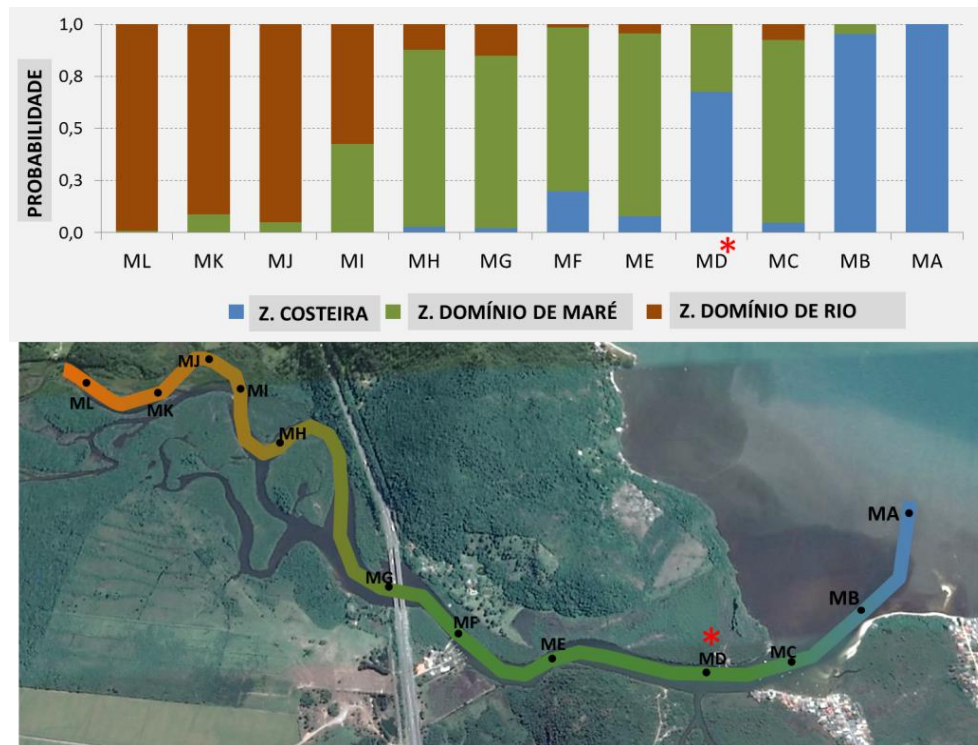 PROBABILIDADE
1,0
0,8
0,5
0,3
0,0
ML MK MJ MI MH MG MF ME MD* MC MB MA
Z. COSTEIRA Z. DOMÍNIO DE MARÉ Z. DOMÍNIO DE RIO
MJ
ML
MK
MI
MH
MA
MG
MB
MF
*
ME
MD
MC